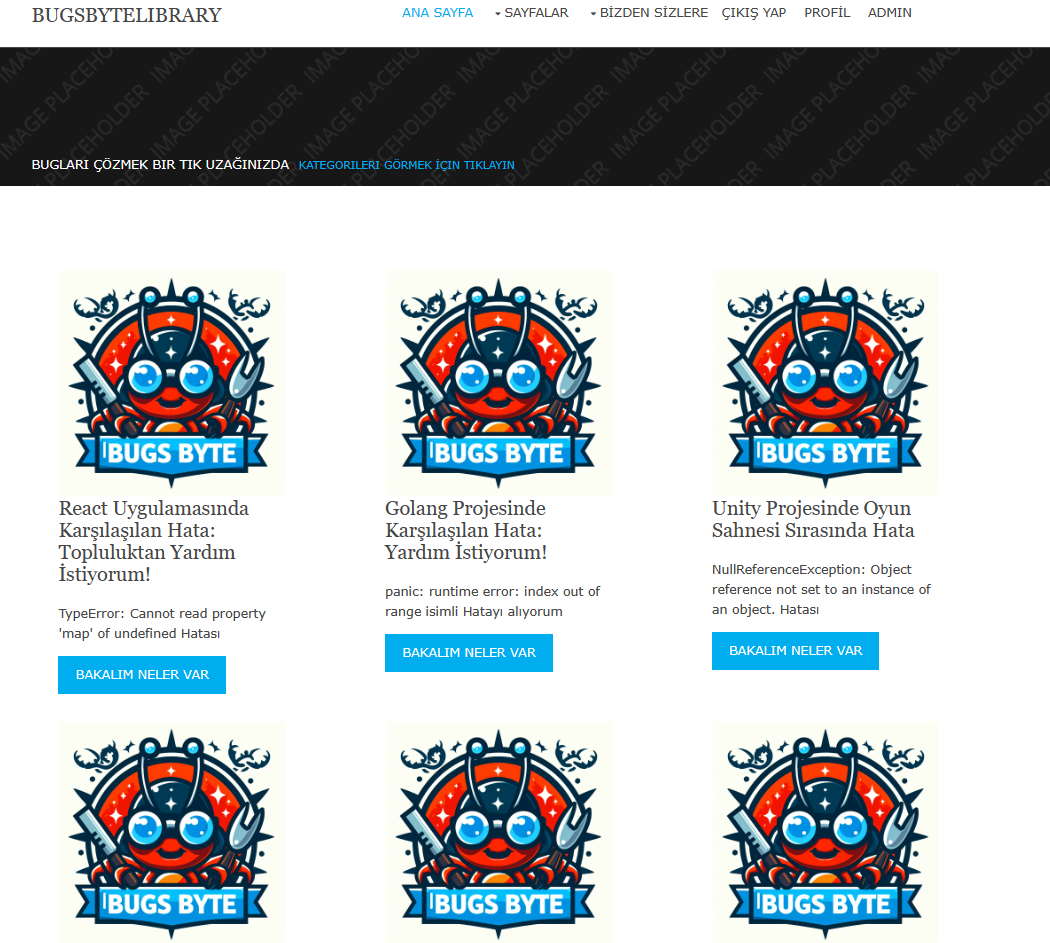 BUGSBYTELIBRARY
ANA SAYFA
SAYFALAR
BİZDEN SİZLERE
ÇIKIŞ YAP
PROFİL
ADMIN
IMAGE PLACEHOLDER
BUGLARI ÇÖZMEK BIR TIK UZAĞINIZDA
KATEGORILERI GÖRMEK İÇIN TIKLAYIN
BUGS BYTE
BUGS BYTE
BUGS BYTE
React Uygulamasında
Karşılaşılan Hata:
Topluluktan Yardım
İstiyorum!
TypeError: Cannot read property
'map' of undefined Hatası
BAKALIM NELER VAR
Golang Projesinde
Karşılaşılan Hata:
Yardım İstiyorum!
panic: runtime error: index out of
range isimli Hatayı alıyorum
BAKALIM NELER VAR
Unity Projesinde Oyun
Sahnesi Sırasında Hata
NullReferenceException: Object
reference not set to an instance of
an object. Hatası
BAKALIM NELER VAR
BUGS BYTE
BUGS BYTE
BUGS BYTE